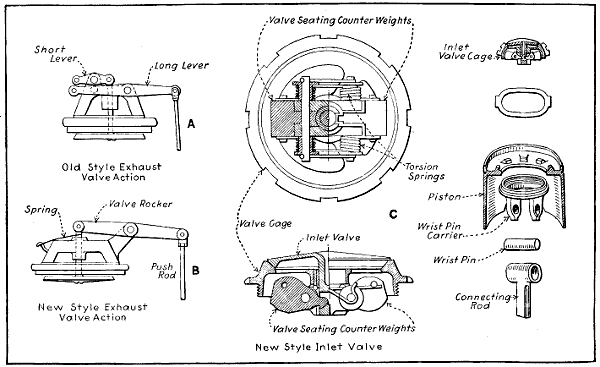 Short
Lever
Long Lever
A
Old Style Exhaust
Valve Action
Spring
Valve Rocker
Push
Rod
B
New Style Exhaust
Valve Action
Valve Seating Counter Weights
Torsion
Springs
Valve Cage
C
Inlet Valve
Valve Seating Counter Weights
New Style Inlet Valve
Inlet
Valve Cage
Piston
Wrist Pin
Carrier
Wrist Pin
Connecting
Rod